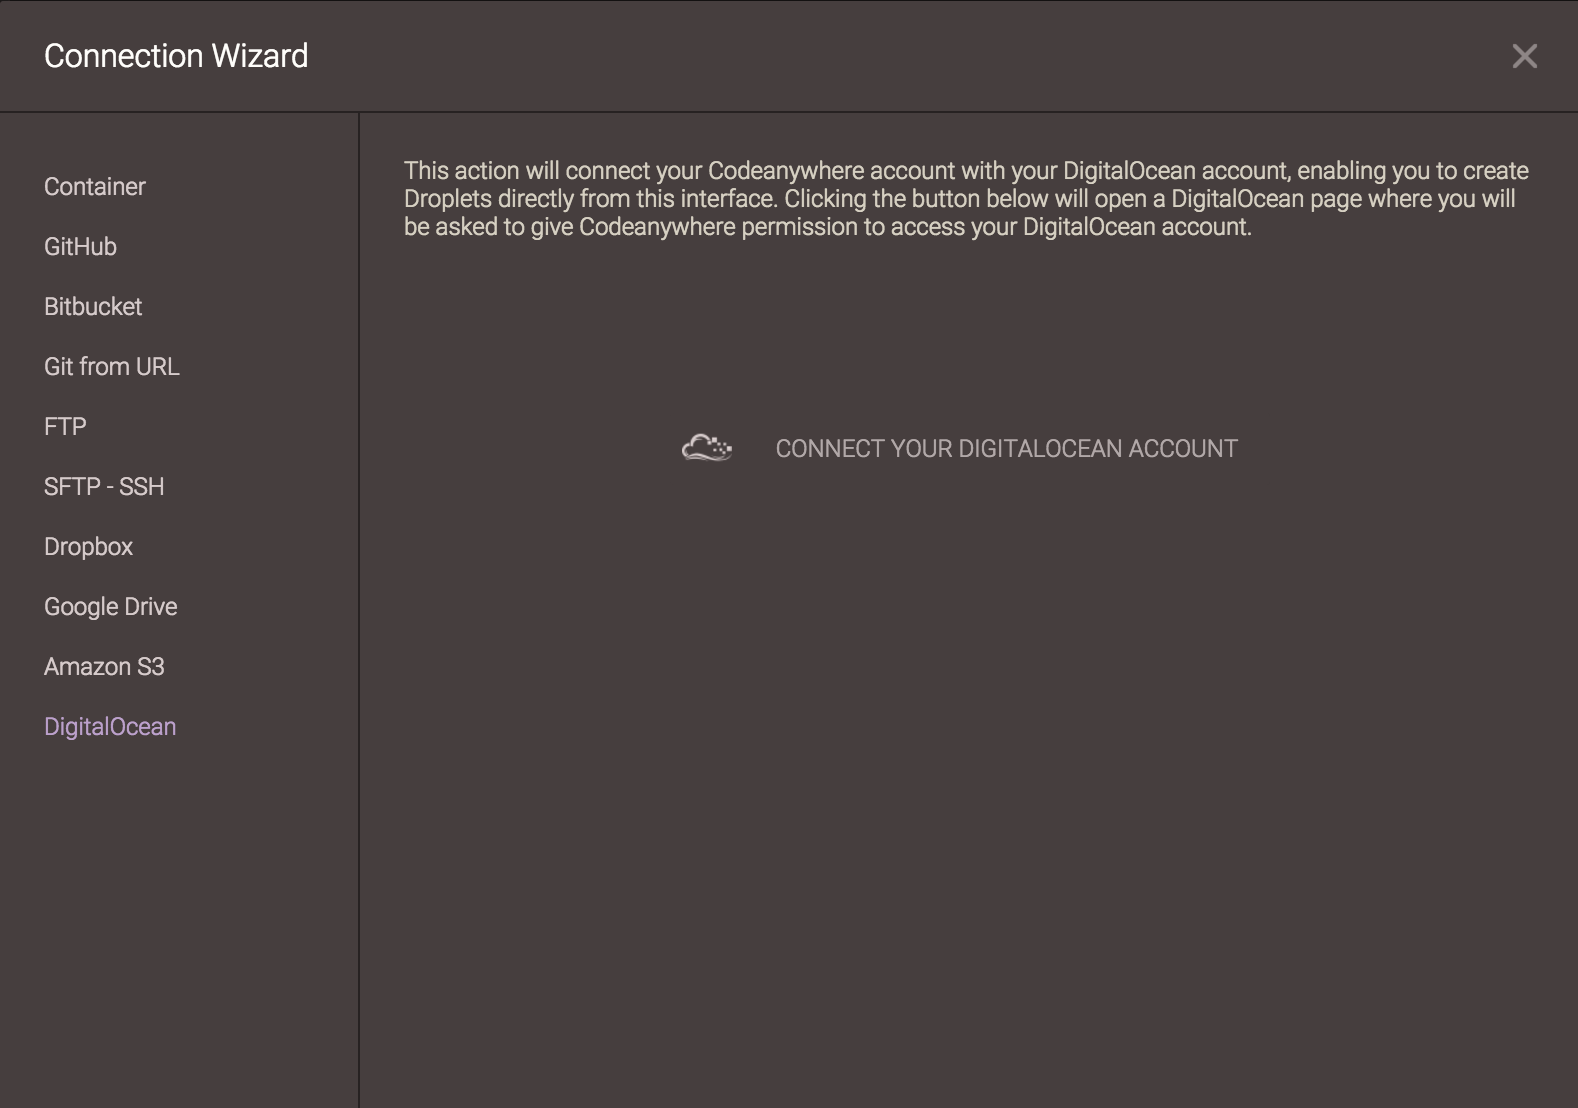 Connection Wizard
Container
GitHub
Bitbucket
Git from URL
FTP
SFTP - SSH
Dropbox
Google Drive
Amazon S3
DigitalOcean
This action will connect your Codeanywhere account with your DigitalOcean account, enabling you to create
Droplets directly from this interface. Clicking the button below will open a DigitalOcean page where you will
be asked to give Codeanywhere permission to access your DigitalOcean account.
CONNECT YOUR DIGITALOCEAN ACCOUNT